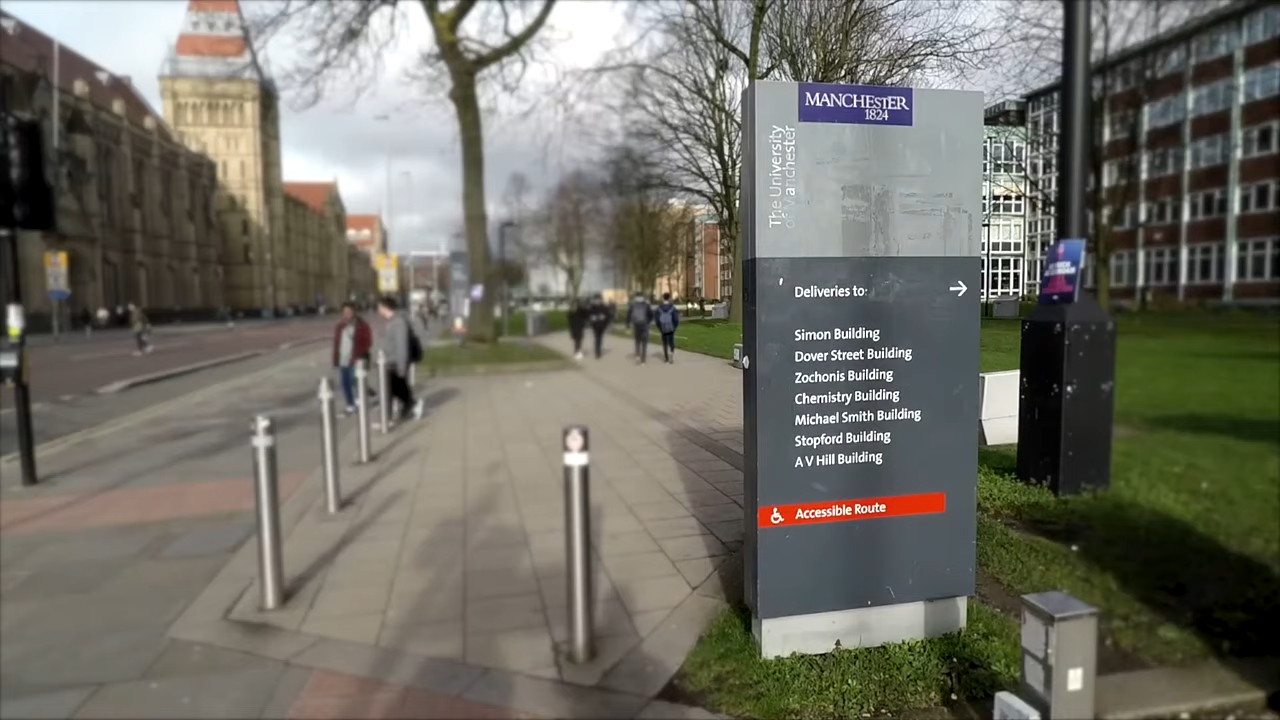 MANCHESTER
1824
The University
of Manchester
Deliveries to:
Simon Building
Dover Street Building
Zochonis Building
Chemistry Building
Michael Smith Building
Stopford Building
A V Hill Building
Accessible Route